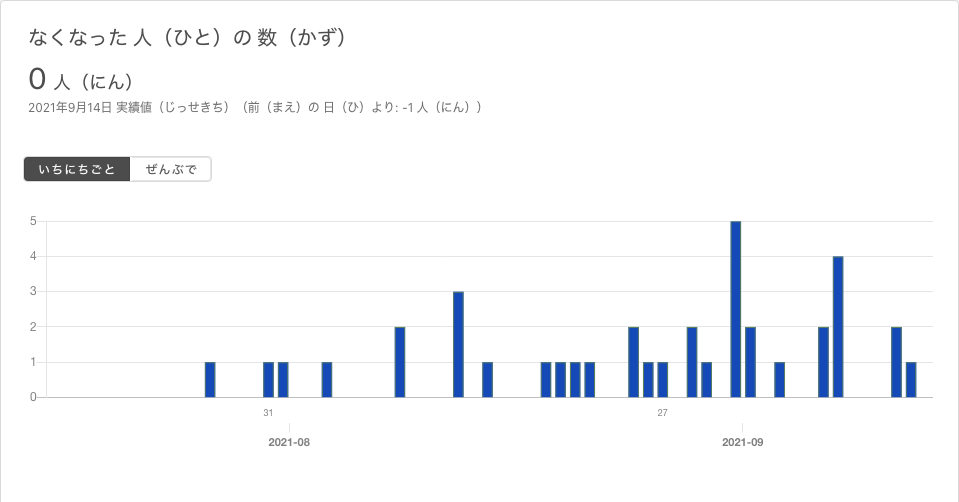 なくなった 人（ひと）の 数（かず）
0 人（にん）
2021年9月14日 実績値（じっせきち）（前（まえ）の 日（ひ）より: -1 人（にん））
いちにちごと ぜんぶで
5
4
3
2
1
0
31 27
2021-08 2021-09